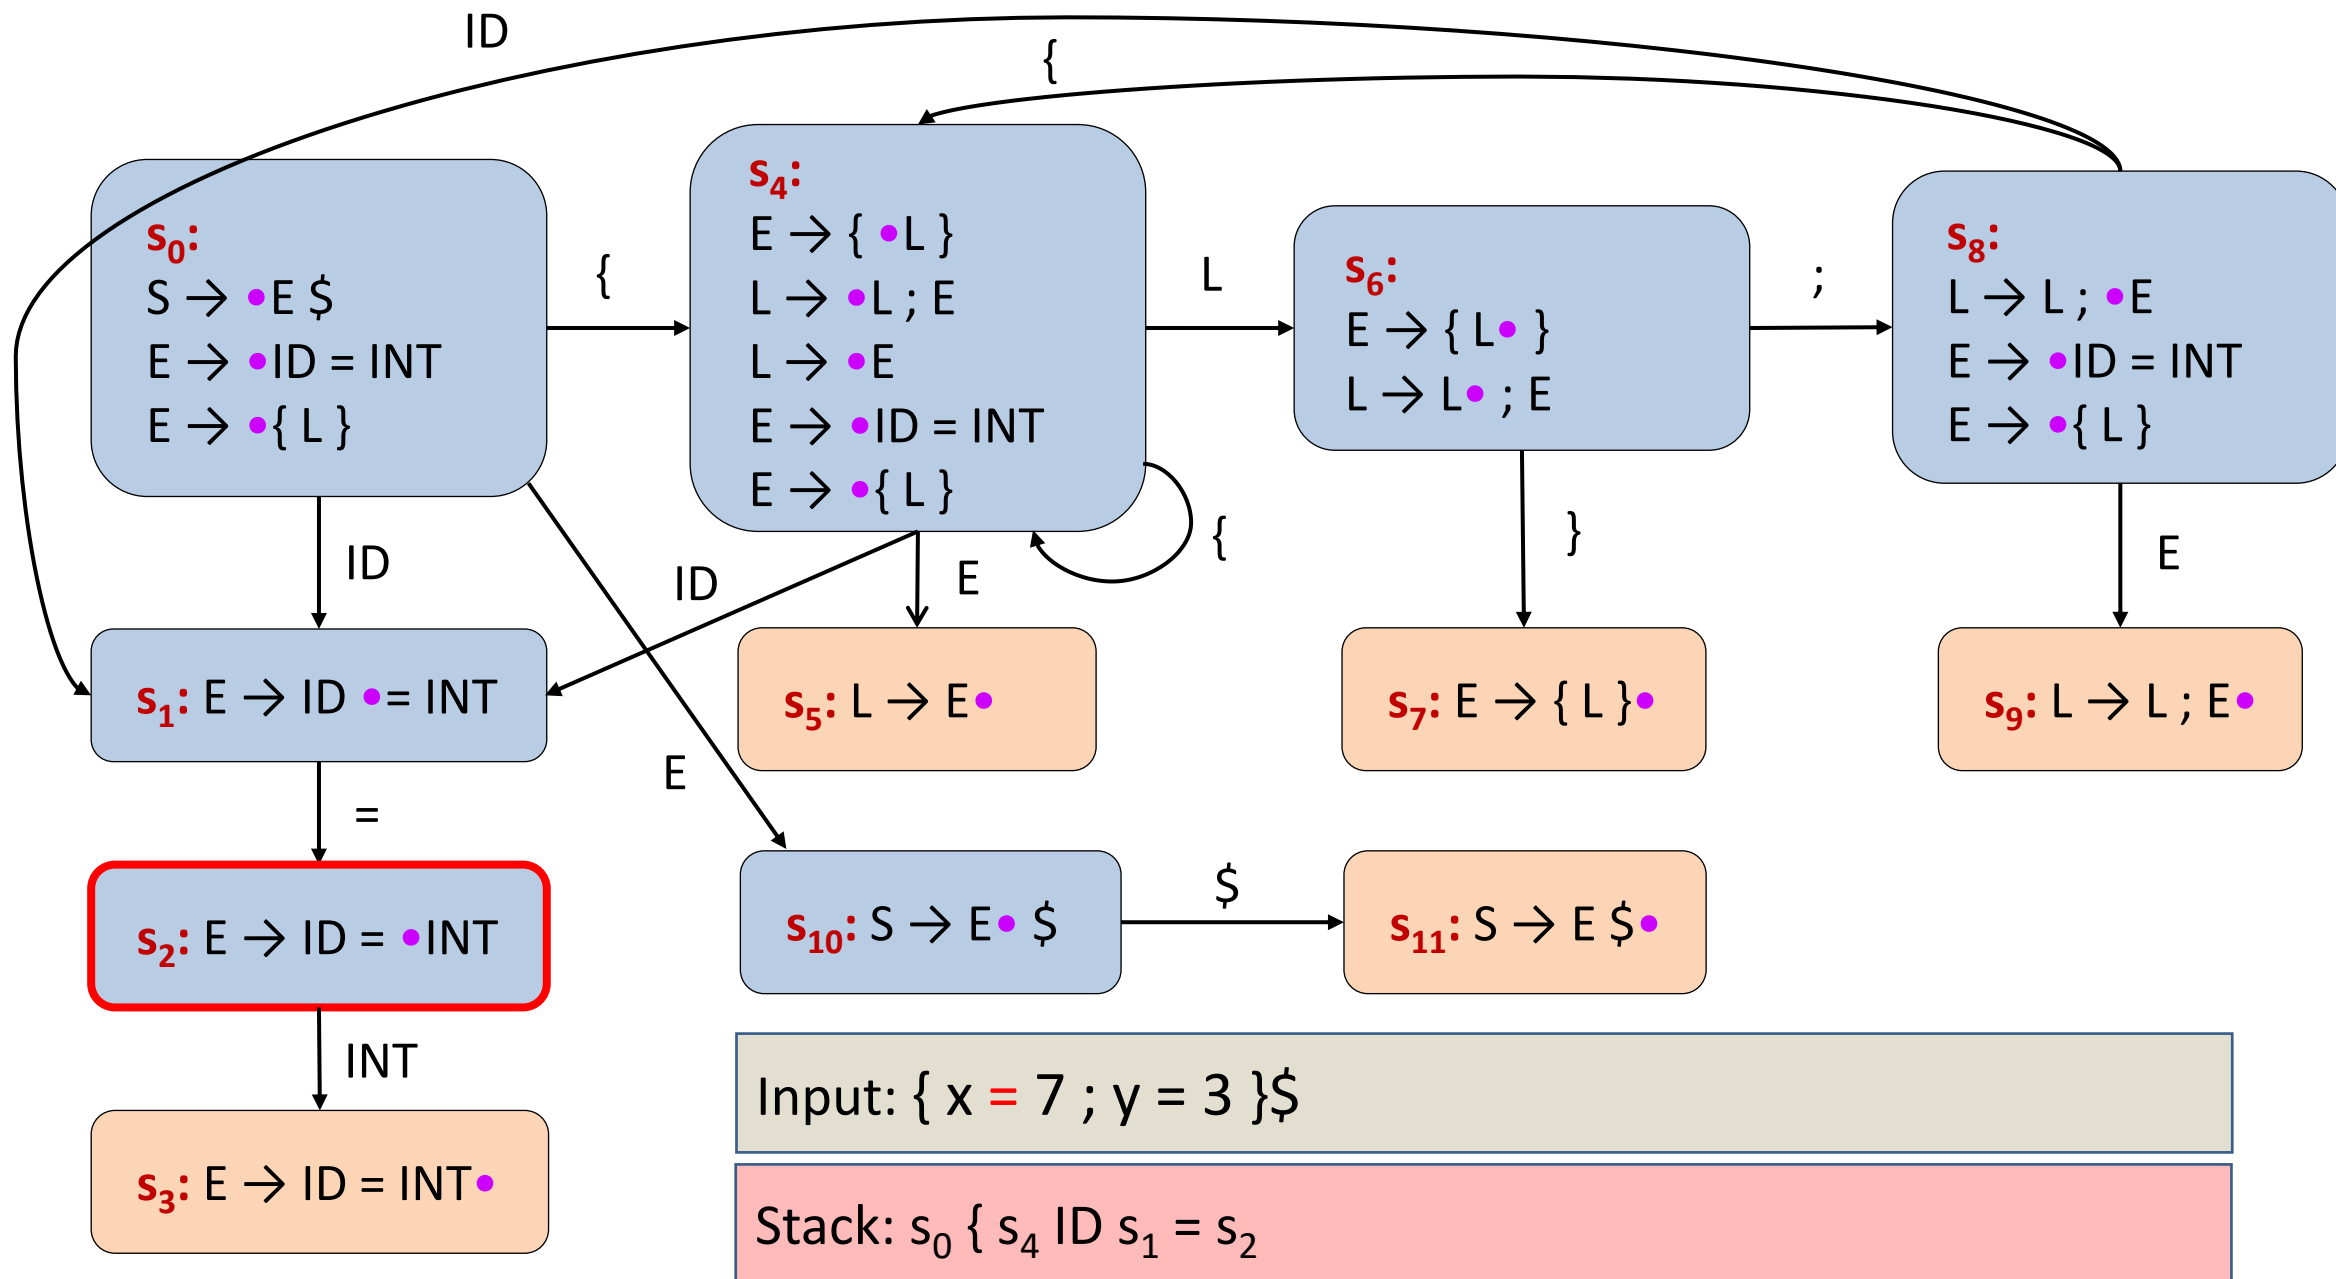 ID
{
s0:
S → •E $
E → •ID = INT
E → •{ L }
{
s4:
E → { •L }
L → •L ; E
L → •E
E → •ID = INT
E → •{ L }
L
s6:
E → { L• }
L → L• ; E
;
s8:
L → L ; •E
E → •ID = INT
E → •{ L }
ID
ID
E
{
}
E
s1: E → ID •= INT
s5: L → E•
s7: E → { L }•
s9: L → L ; E•
=
E
s2: E → ID = •INT
s10: S → E• $
$
s11: S → E $•
INT
s3: E → ID = INT•
Input: { x = 7 ; y = 3 }$
Stack: s0 { s4 ID s1 = s2